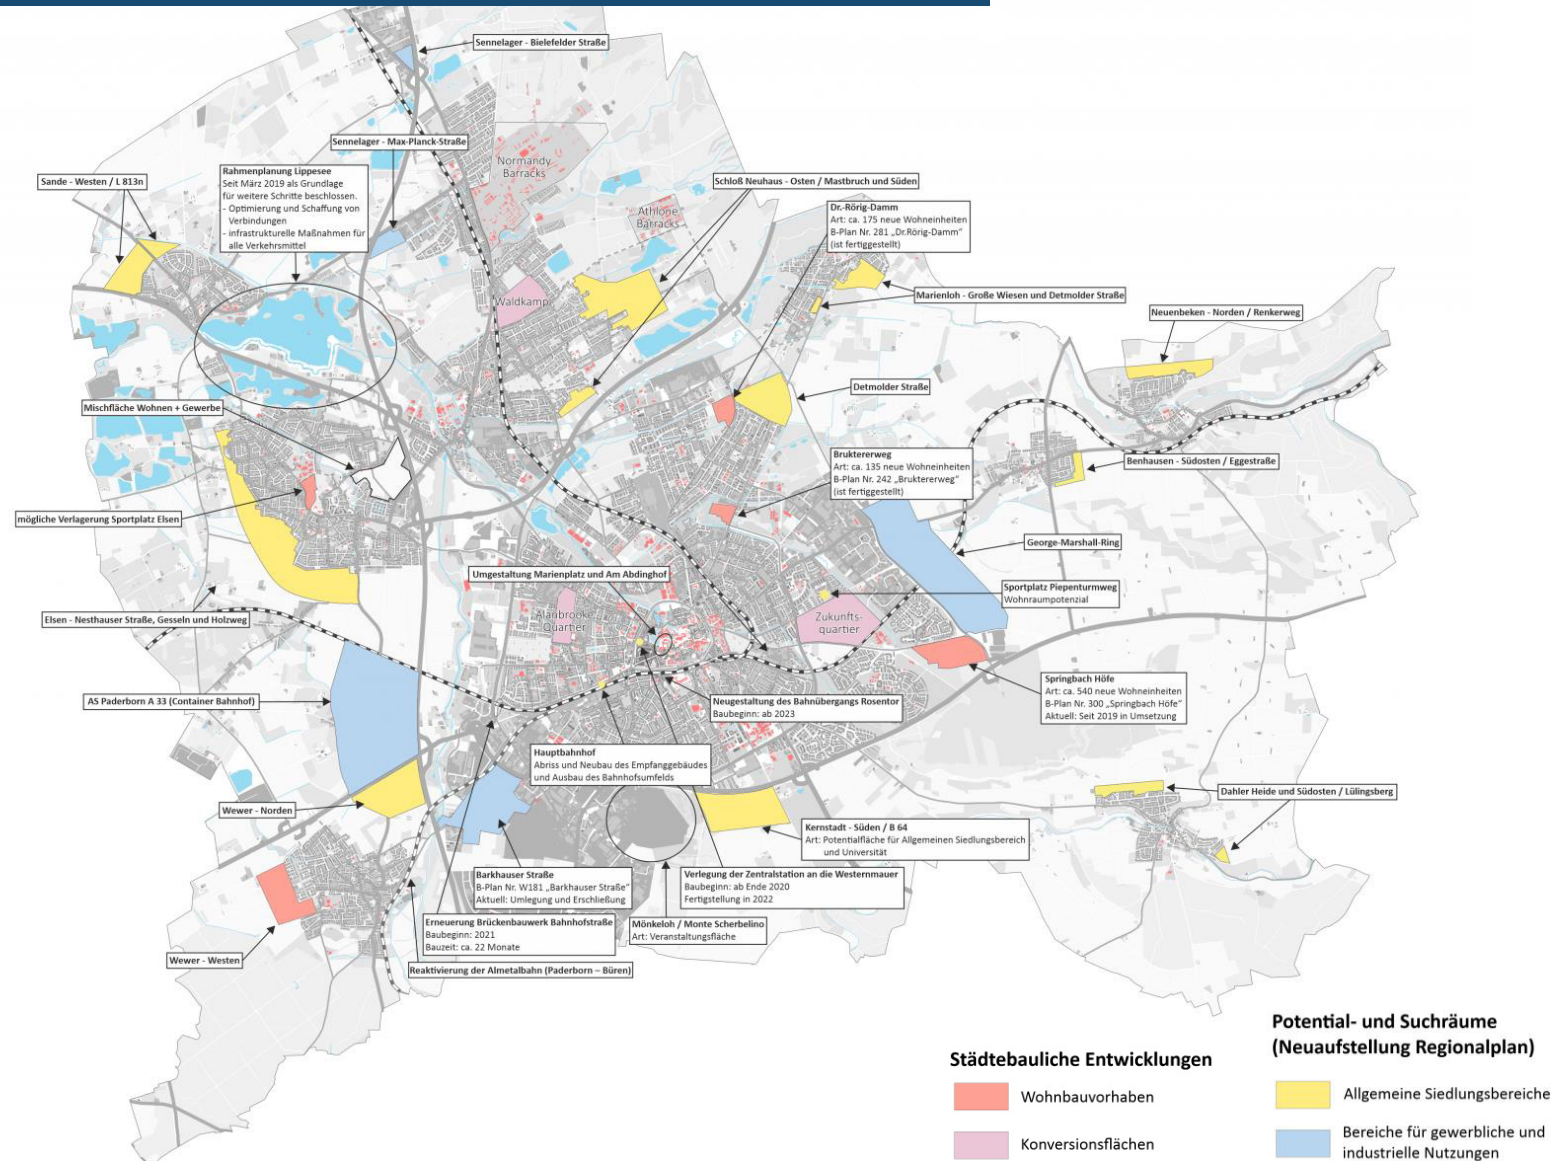 Sennelager - Bielefelder Straße
Sennelager - Max-Planck-Straße
Normandy
Barracks
Sande - Westen / L 813n
Rahmenplanung Lippesee
Seit März 2019 als Grundlage
für weitere Schritte beschlossen.
- Optimierung und Schaffung von
Verbindungen
- infrastrukturelle Maßnahmen für
alle Verkehrsmittel
Schloß Neuhaus - Osten / Mastbruch und Süden
Athlone
Barracks
Dr.-Rörig-Damm
Art: ca. 175 neue Wohneinheiten
B-Plan Nr. 281 „Dr.Rörig-Damm“
(ist fertiggestellt)
Waldkamp
Marienloh - Große Wiesen und Detmolder Straße
Neuenbeken - Norden / Renkerweg
Detmolder Straße
Mischfläche Wohnen + Gewerbe
Bruktererweg
Art: ca. 135 neue Wohneinheiten
B-Plan Nr. 242 „Bruktererweg“
(ist fertiggestellt)
Benhausen - Südosten / Eggestraße
mögliche Verlagerung Sportplatz Elsen
George-Marshall-Ring
Umgestaltung Marienplatz und Am Abdinghof
Sportplatz Piepenturmweg
Wohnraumpotenzial
Elsen - Nesthauser Straße, Gesseln und Holzweg
Alanbrooke
Quartier
Zukunfts-
quartier
Springbach Höfe
Art: ca. 540 neue Wohneinheiten
B-Plan Nr. 300 „Springbach Höfe“
Aktuell: Seit 2019 in Umsetzung
AS Paderborn A 33 (Container Bahnhof)
Neugestaltung des Bahnübergangs Rosentor
Baubeginn: ab 2023
Hauptbahnhof
Abriss und Neubau des Empfanggebäudes
und Ausbau des Bahnhofsumfelds
Wewer - Norden
Dahler Heide und Südosten / Lülingsberg
Kernstadt - Süden / B 64
Art: Potentialfläche für Allgemeinen Siedlungsbereich
und Universität
Barkhauser Straße
B-Plan Nr. W181 „Barkhauser Straße“
Aktuell: Umlegung und Erschließung
Verlegung der Zentralstation an die Westernmauer
Baubeginn: ab Ende 2020
Fertigstellung in 2022
Erneuerung Brückenbauwerk Bahnhofstraße
Baubeginn: 2021
Bauzeit: ca. 22 Monate
Mönkeloh / Monte Scherbelino
Art: Veranstaltungsfläche
Wewer - Westen
Reaktivierung der Almetalbahn (Paderborn – Büren)
Städtebauliche Entwicklungen
Wohnbauvorhaben
Konversionsflächen
Potential- und Suchräume
(Neuaufstellung Regionalplan)
Allgemeine Siedlungsbereiche
Bereiche für gewerbliche und
industrielle Nutzungen